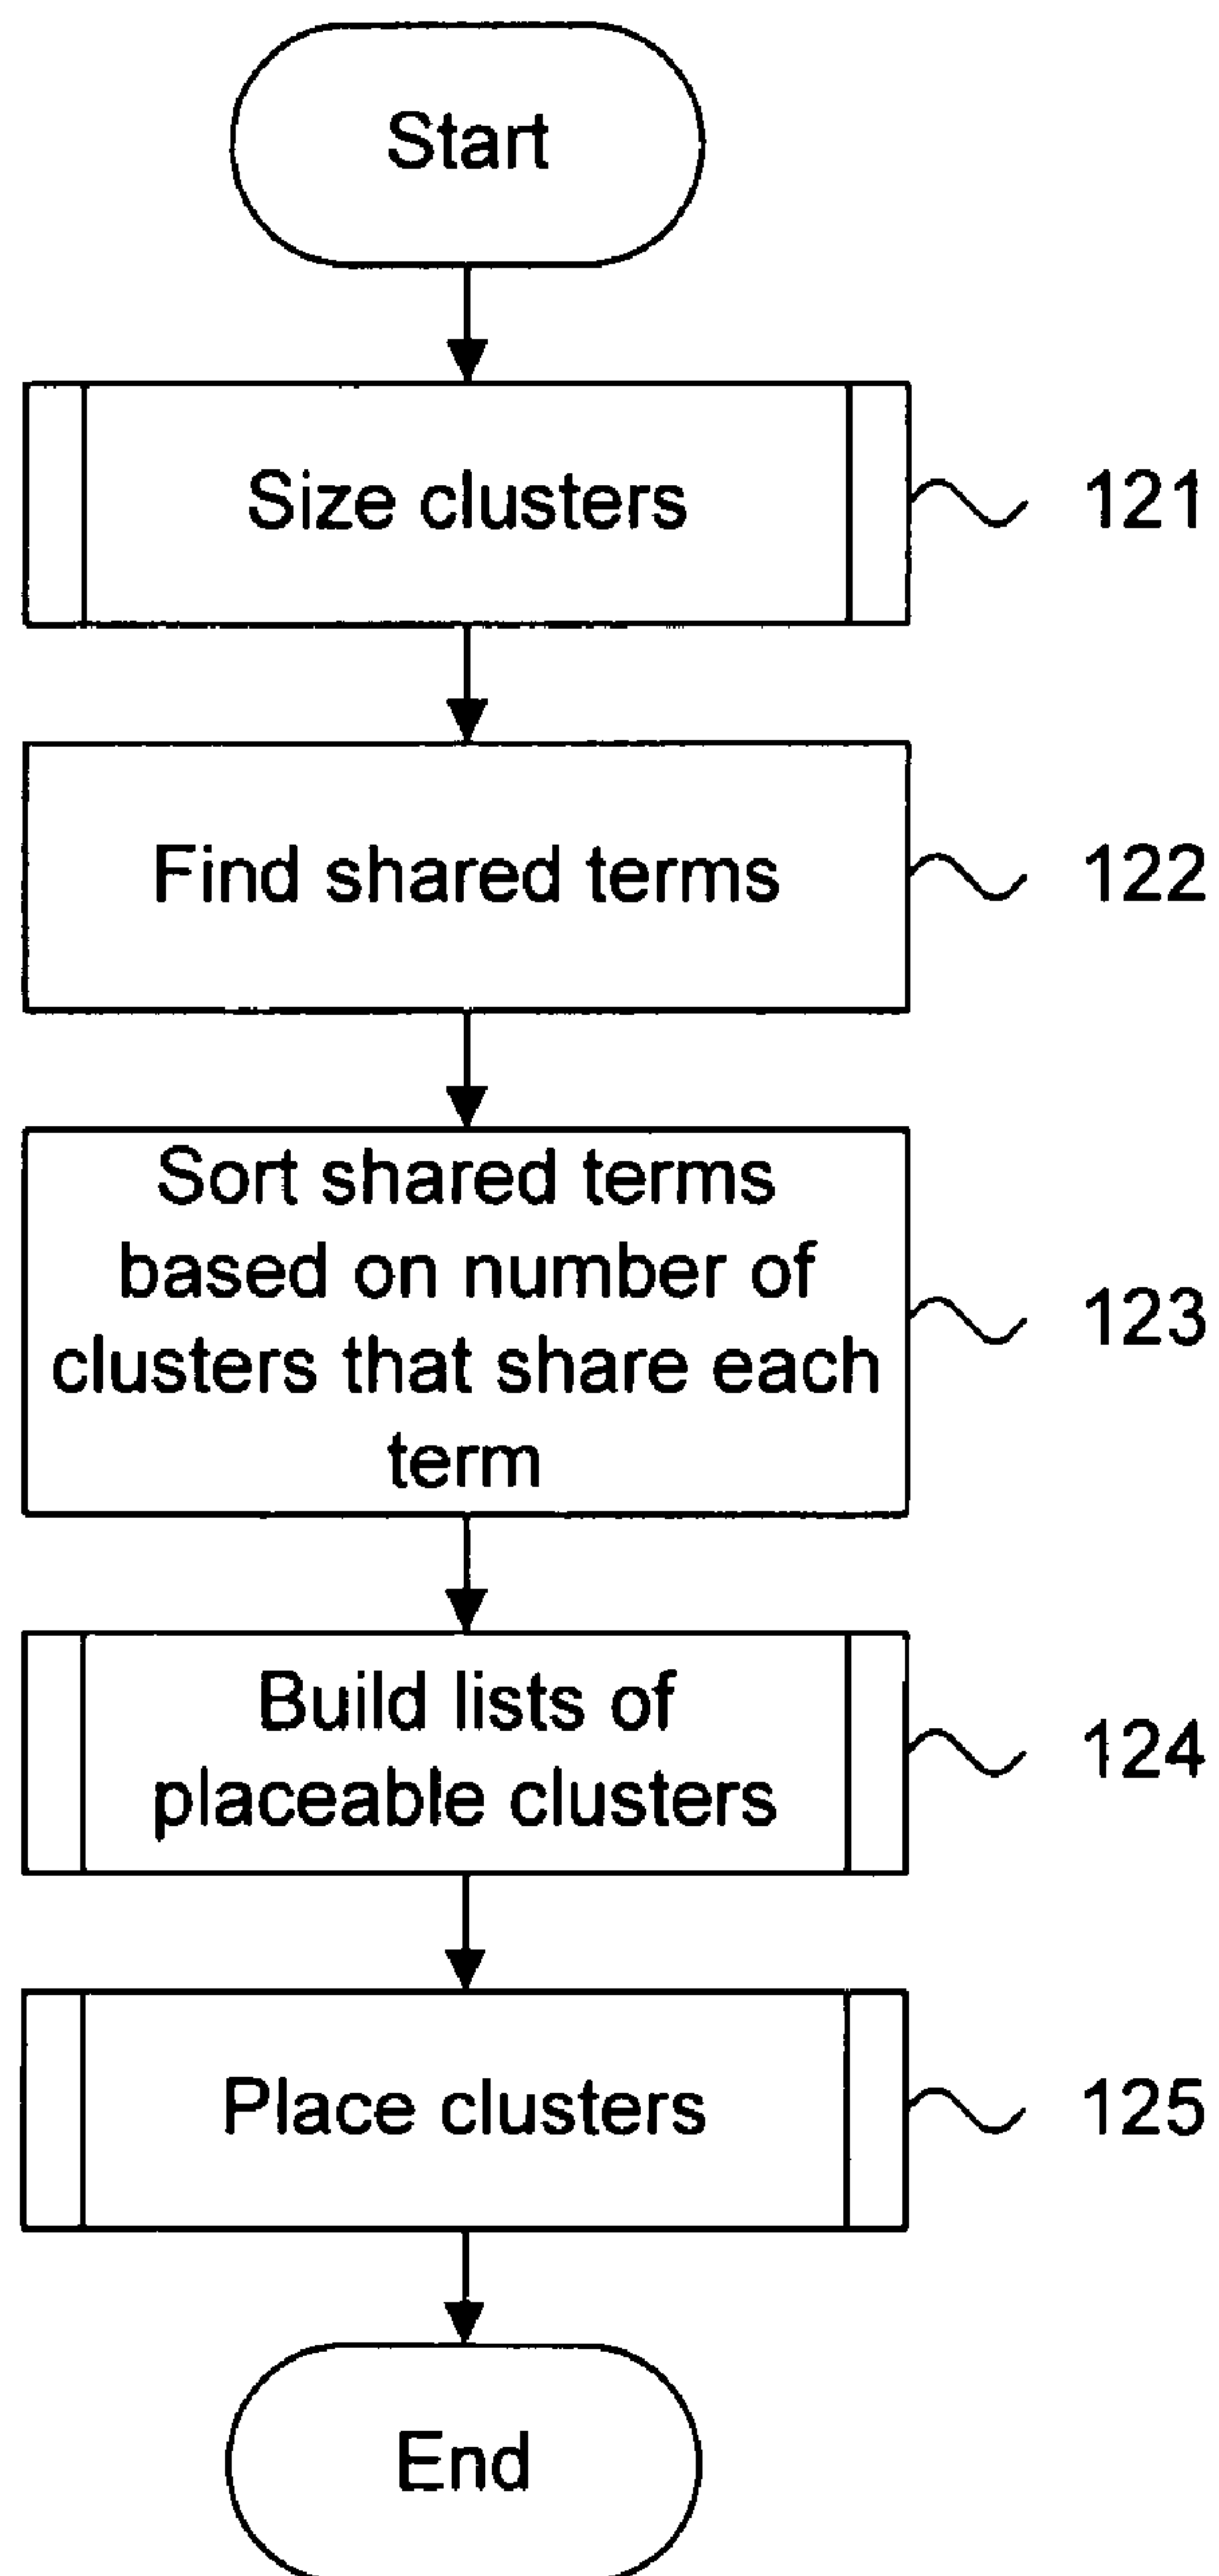 Start
Size clusters
121
Find shared terms
122
Sort shared terms
based on number of
clusters that share each
term
123
Build lists of
placeable clusters
124
Place clusters
125
End